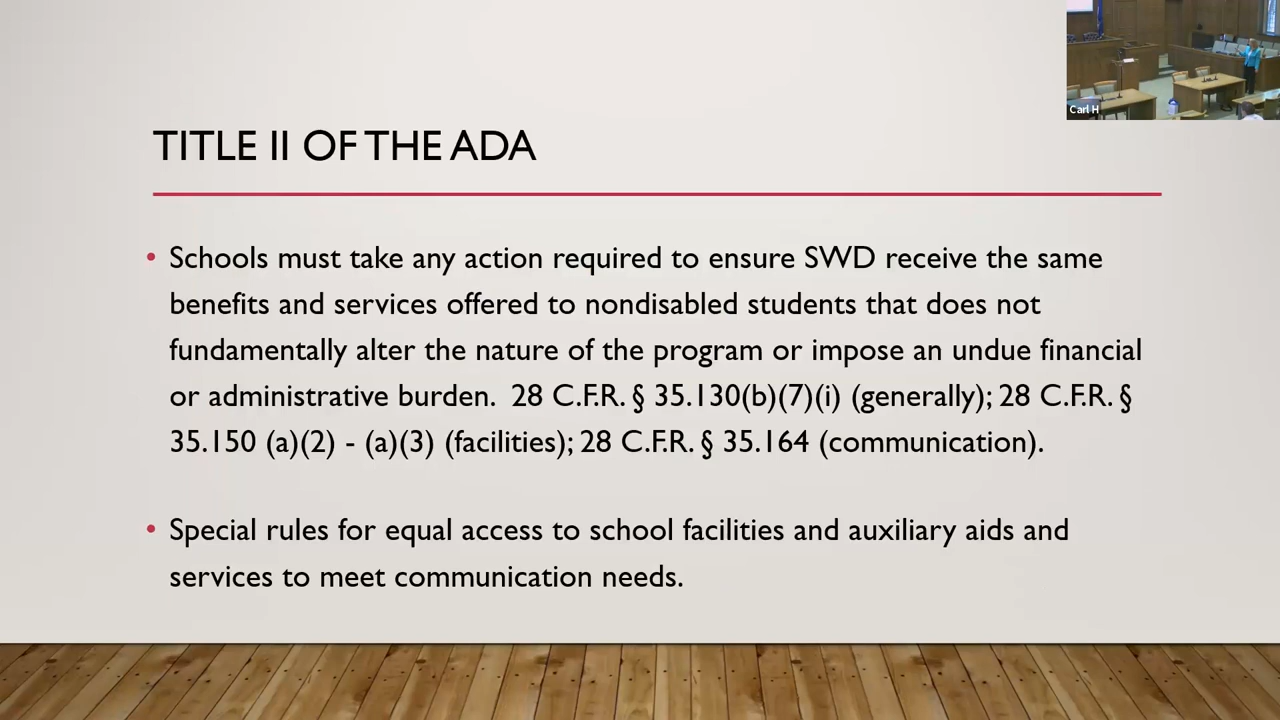 Carl H
TITLE II OF THE ADA
• Schools must take any action required to ensure SWD receive the same
benefits and services offered to nondisabled students that does not
fundamentally alter the nature of the program or impose an undue financial
or administrative burden.  28 C.F.R. § 35.130(b)(7)(i) (generally); 28 C.F.R. §
35.150 (a)(2) - (a)(3) (facilities); 28 C.F.R. § 35.164 (communication).
• Special rules for equal access to school facilities and auxiliary aids and
services to meet communication needs.